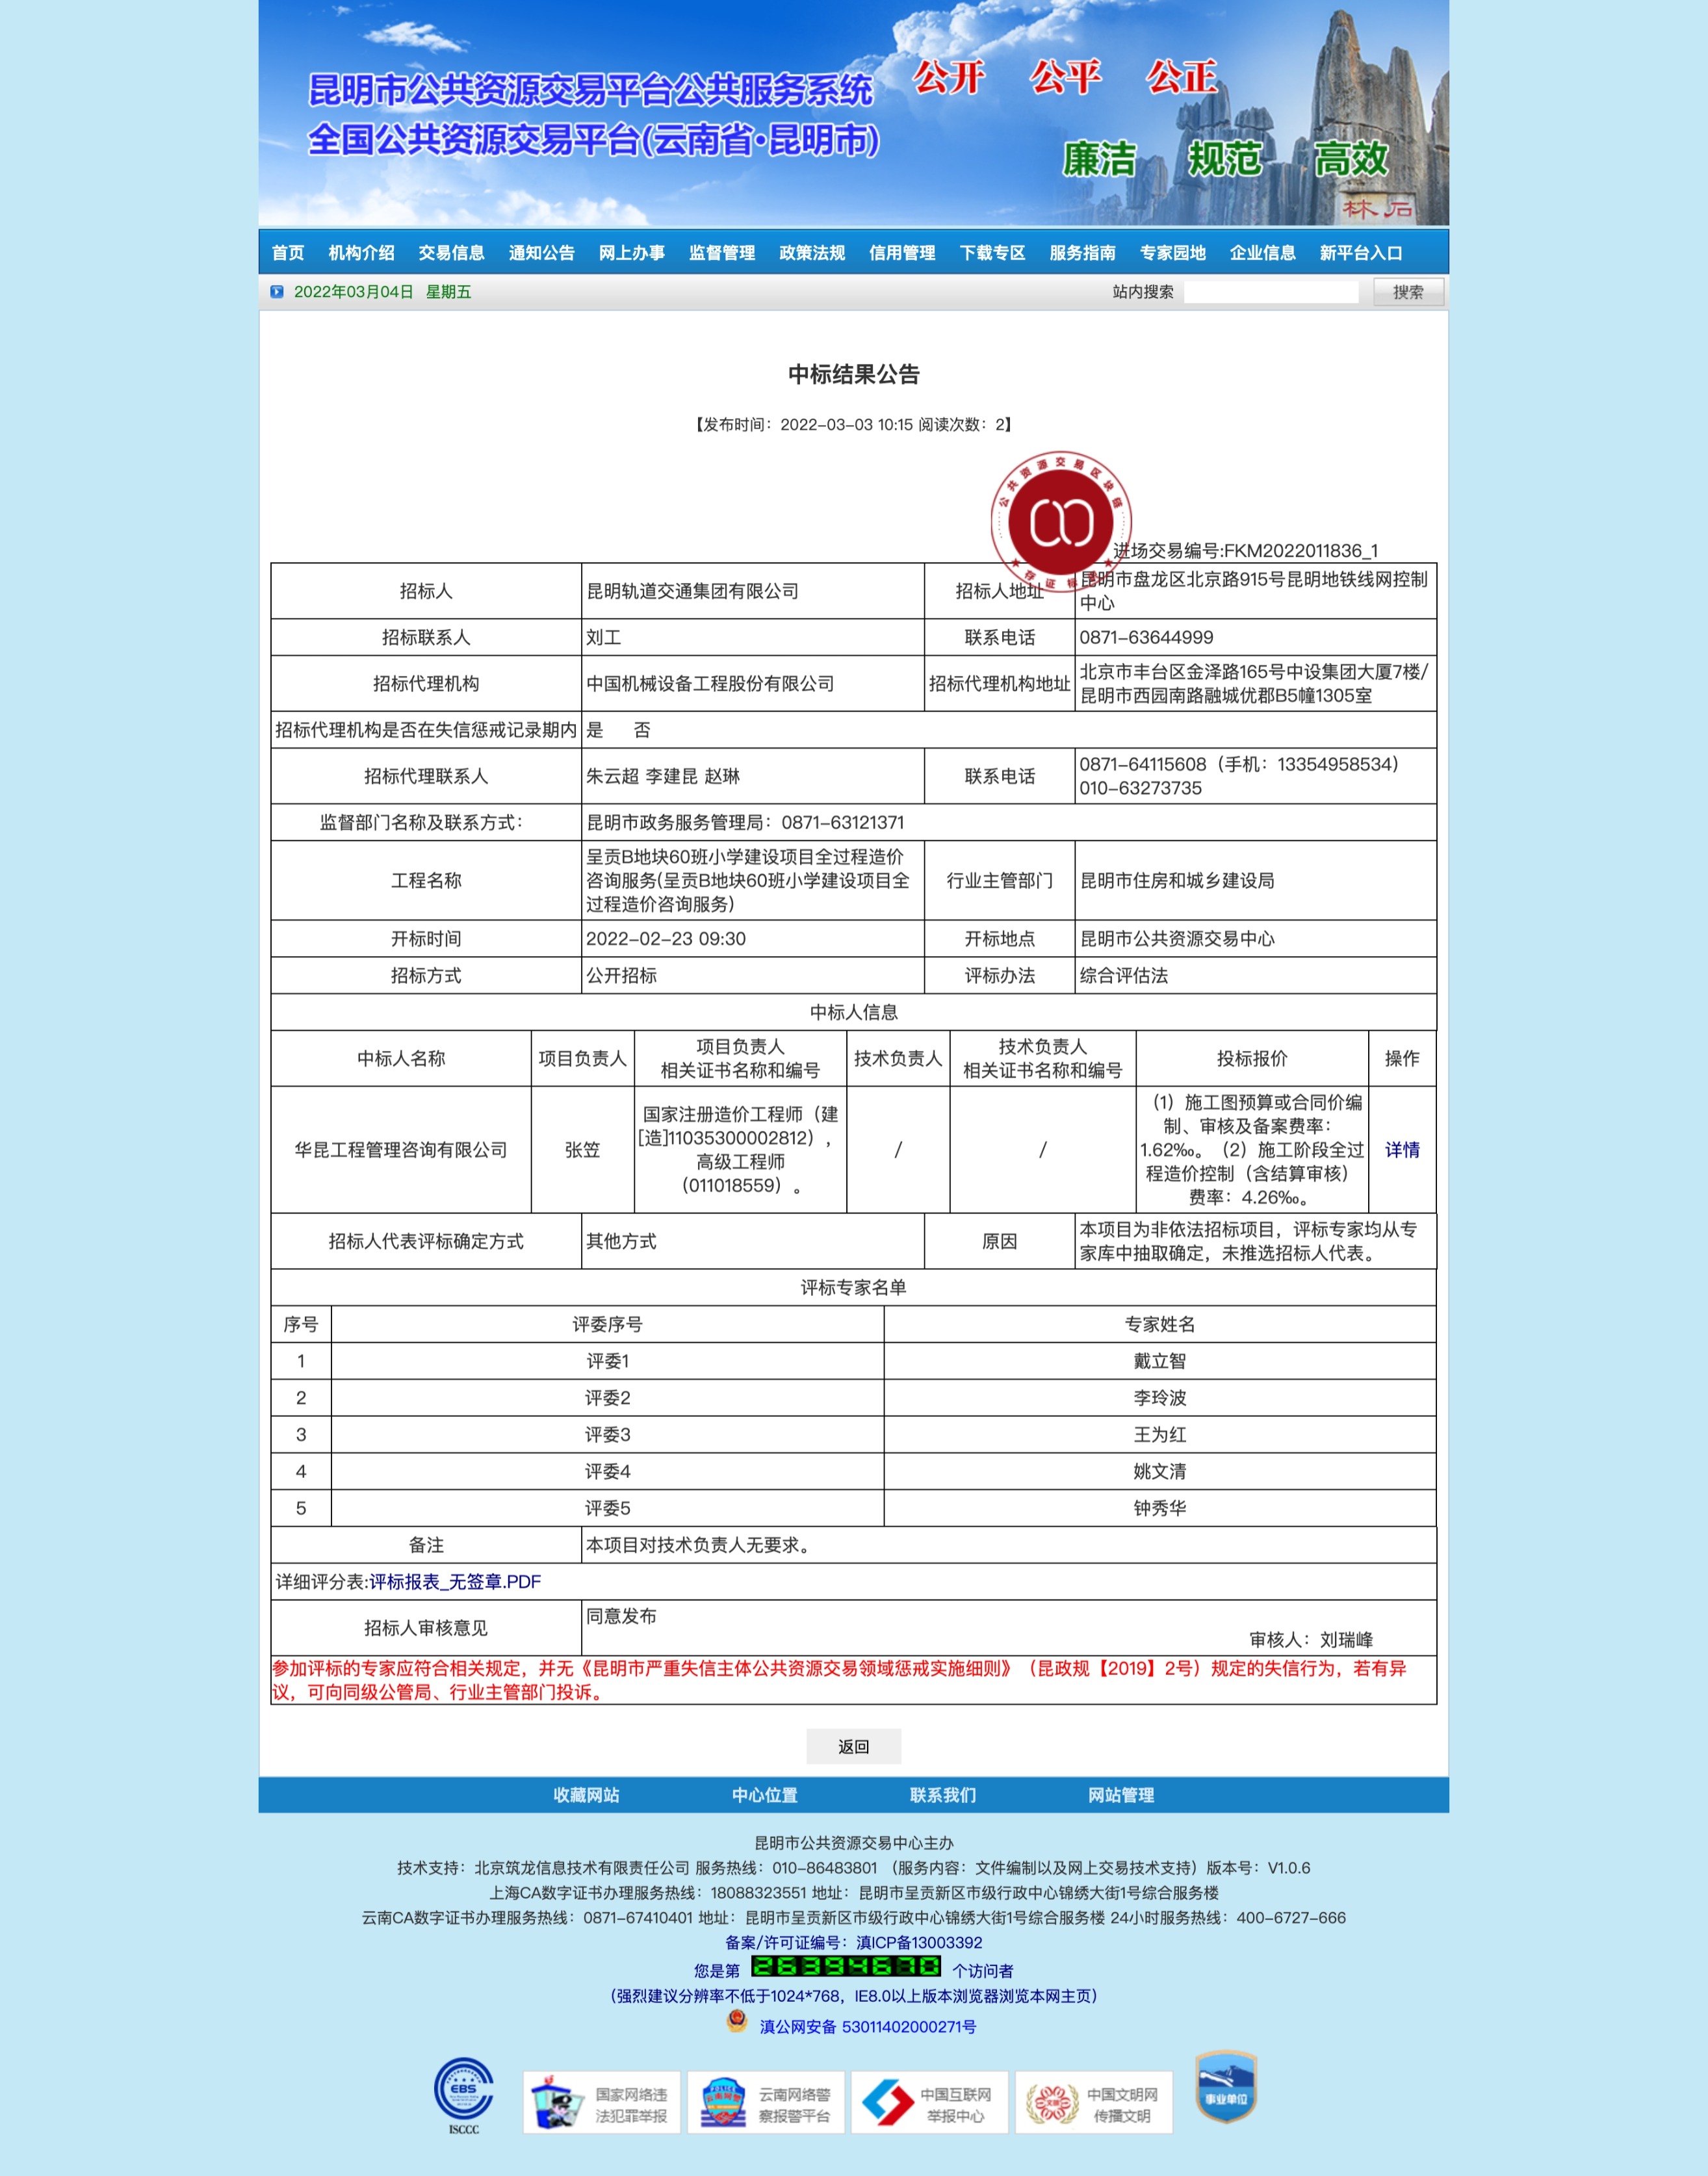 昆明市公共资源交易平台公共服务系统
全国公共资源交易平台(云南省·昆明市)
公开 公平 公正
廉洁 规范 高效
林石
首页 机构介绍 交易信息 通知公告 网上办事 监督管理 政策法规 信用管理 下载专区 服务指南 专家园地 企业信息 新平台入口
2022年03月04日 星期五 站内搜索 搜索
中标结果公告
【发布时间：2022-03-03 10:15 阅读次数：2】
公共资源交易区块链
进场交易编号:FKM2022011836_1
招标人 昆明轨道交通集团有限公司 招标人地址 昆明市盘龙区北京路915号昆明地铁线网控制
中心
招标联系人 刘工 联系电话 0871-63644999
招标代理机构 中国机械设备工程股份有限公司 招标代理机构地址 北京市丰台区金泽路165号中设集团大厦7楼/
昆明市西园南路融城优郡B5幢1305室
招标代理机构是否在失信惩戒记录期内 是 否
招标代理联系人 朱云超 李建昆 赵琳 联系电话 0871-64115608（手机：13354958534）
010-63273735
监督部门名称及联系方式： 昆明市政务服务管理局：0871-63121371
工程名称 呈贡B地块60班小学建设项目全过程造价
咨询服务(呈贡B地块60班小学建设项目全
过程造价咨询服务)
行业主管部门 昆明市住房和城乡建设局
开标时间 2022-02-23 09:30 开标地点 昆明市公共资源交易中心
招标方式 公开招标 评标办法 综合评估法
中标人信息
中标人名称 项目负责人 项目负责人
相关证书名称和编号
技术负责人 技术负责人
相关证书名称和编号
投标报价 操作
华昆工程管理咨询有限公司 张笠 国家注册造价工程师（建
[造]11035300002812），
高级工程师
（011018559）。
/ /
（1）施工图预算或合同价编
制、审核及备案费率：
1.62‰。（2）施工阶段全过
程造价控制（含结算审核）
费率：4.26‰。
详情
招标人代表评标确定方式 其他方式 原因 本项目为非依法招标项目，评标专家均从专
家库中抽取确定，未推选招标人代表。
评标专家名单
序号 评委序号 专家姓名
1 评委1 戴立智
2 评委2 李玲波
3 评委3 王为红
4 评委4 姚文清
5 评委5 钟秀华
备注 本项目对技术负责人无要求。
详细评分表:评标报表_无签章.PDF
招标人审核意见 同意发布
审核人：刘瑞峰
参加评标的专家应符合相关规定，并无《昆明市严重失信主体公共资源交易领域惩戒实施细则》（昆政规【2019】2号）规定的失信行为，若有异
议，可向同级公管局、行业主管部门投诉。
返回
收藏网站 中心位置 联系我们 网站管理
昆明市公共资源交易中心主办
技术支持：北京筑龙信息技术有限责任公司 服务热线：010-86483801 （服务内容：文件编制以及网上交易技术支持）版本号：V1.0.6
上海CA数字证书办理服务热线：18088323551 地址：昆明市呈贡新区市级行政中心锦绣大街1号综合服务楼
云南CA数字证书办理服务热线：0871-67410401 地址：昆明市呈贡新区市级行政中心锦绣大街1号综合服务楼 24小时服务热线：400-6727-666
备案/许可证编号：滇ICP备13003392
您是第 26394670 个访问者
（强烈建议分辨率不低于1024*768，IE8.0以上版本浏览器浏览本网主页）
滇公网安备 53011402000271号
EBS
ISCCC
国家网络违
法犯罪举报
云南网络警
察报警平台
中国互联网
举报中心
中国文明网
传播文明
事业单位